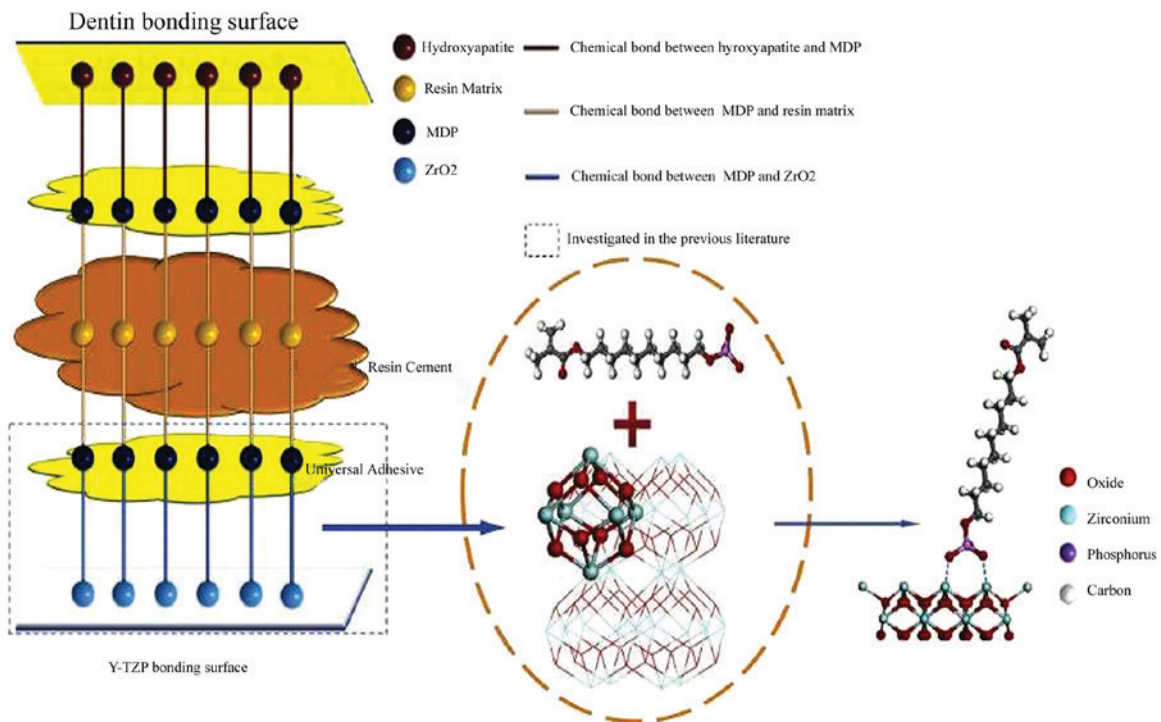 Dentin bonding surface
Hydroxyapatite
Resin Matrix
MDP
ZrO2
Chemical bond between hyroxyapatite and MDP
Chemical bond between MDP and resin matrix
Chemical bond between MDP and ZrO2
Investigated in the previous literature
Resin Cement
Universal Adhesive
Y-TZP bonding surface
Oxide
Zirconium
Phosphorus
Carbon